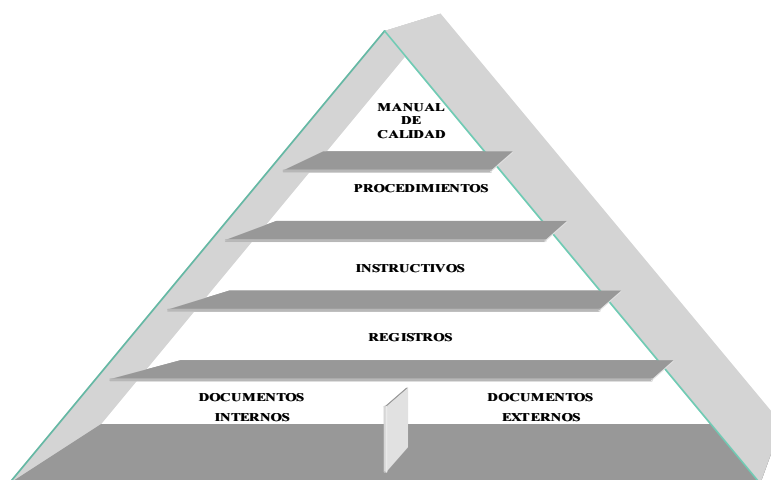 MANUAL
DE
CALIDAD
PROCEDIMIENTOS
INSTRUCTIVOS
REGISTROS
DOCUMENTOS
INTERNOS
DOCUMENTOS
EXTERNOS